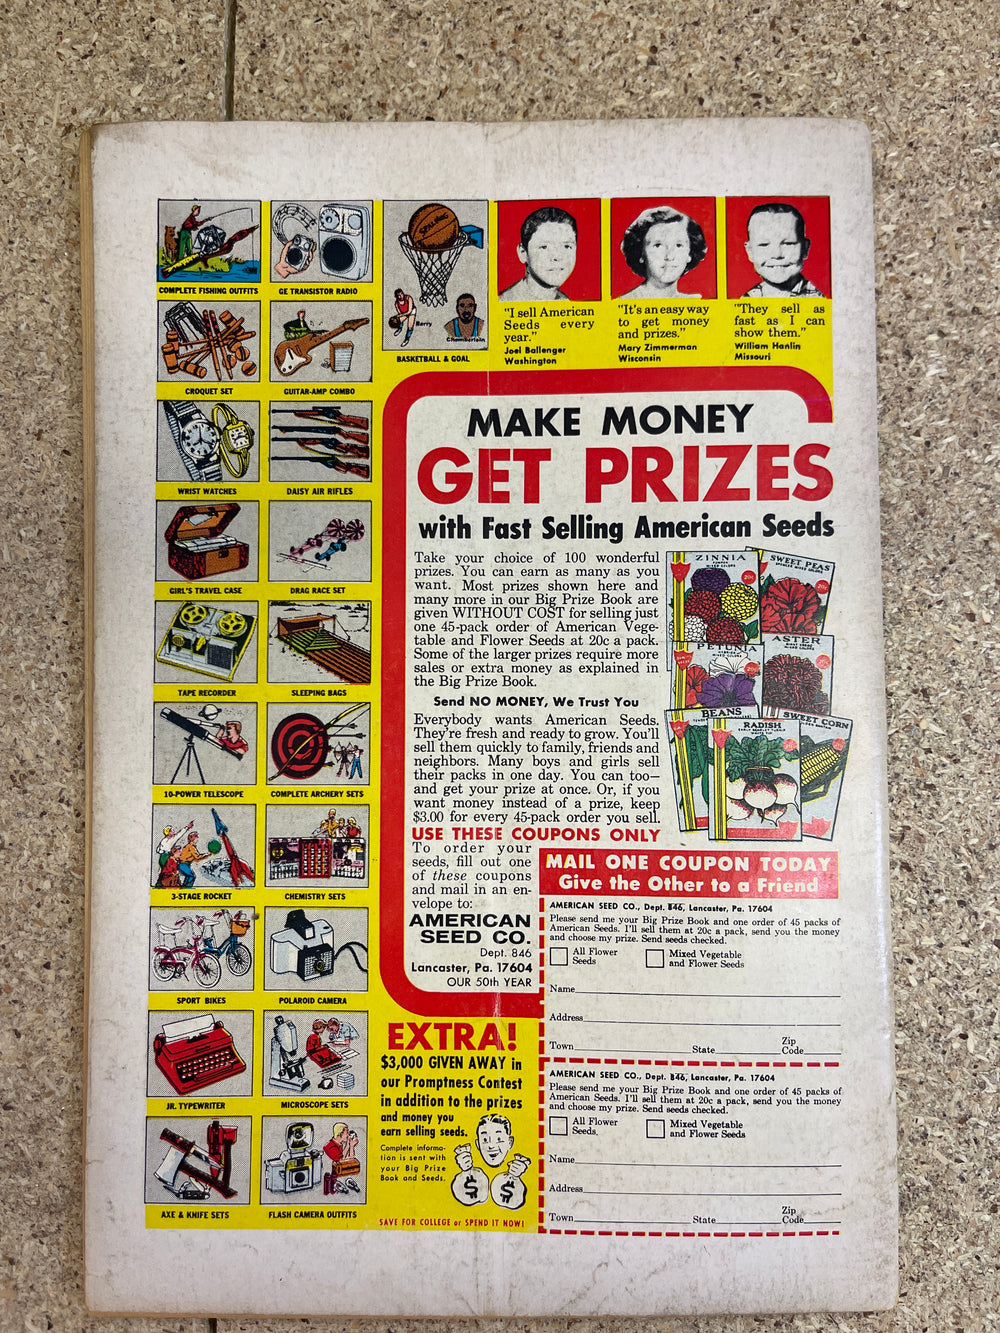 COMPLETE FISHING OUTFITS
GE TRANSISTOR RADIO
SPALDING
Barry
Chamberlain
BASKETBALL & GOAL
CROQUET SET
GUITAR-AMP COMBO
WRIST WATCHES
DAISY AIR RIFLES
GIRL'S TRAVEL CASE
DRAG RACE SET
TAPE RECORDER
SLEEPING BAGS
10-POWER TELESCOPE
COMPLETE ARCHERY SETS
3-STAGE ROCKET
CHEMISTRY SETS
SPORT BIKES
POLAROID CAMERA
JR. TYPEWRITER
MICROSCOPE SETS
AXE & KNIFE SETS
FLASH CAMERA OUTFITS
"I sell American
Seeds every
year."
Joel Ballenger
Washington
"It's an easy way
to get money
and prizes."
Mary Zimmerman
Wisconsin
"They sell as
fast as I can
show them."
William Hanlin
Missouri
MAKE MONEY
GET PRIZES
with Fast Selling American Seeds
Take your choice of 100 wonderful
prizes. You can earn as many as you
want. Most prizes shown here and
many more in our Big Prize Book are
given WITHOUT COST for selling just
one 45-pack order of American Vege-
table and Flower Seeds at 20c a pack.
Some of the larger prizes require more
sales or extra money as explained in
the Big Prize Book.
Send NO MONEY, We Trust You
Everybody wants American Seeds.
They're fresh and ready to grow. You'll
sell them quickly to family, friends and
neighbors. Many boys and girls sell
their packs in one day. You can too—
and get your prize at once. Or, if you
want money instead of a prize, keep
$3.00 for every 45-pack order you sell.
USE THESE COUPONS ONLY
To order your
seeds, fill out one
of these coupons
and mail in an en-
velope to:
AMERICAN
SEED CO.
Dept. 846
Lancaster, Pa. 17604
OUR 50th YEAR
ZINNIA
MIXED COLORS
20c
SWEET PEAS
MIXED COLORS
20c
PETUNIA
MIXED COLORS
ASTER
MIXED COLORS
20c
BEANS
RADISH
SWEET CORN
EXTRA!
$3,000 GIVEN AWAY in
our Promptness Contest
in addition to the prizes
and money you
earn selling seeds.
Complete informa-
tion is sent with
your Big Prize
Book and Seeds.
$ $
SAVE FOR COLLEGE or SPEND IT NOW!
MAIL ONE COUPON TODAY
Give the Other to a Friend
AMERICAN SEED CO., Dept. 846, Lancaster, Pa. 17604
Please send me your Big Prize Book and one order of 45 packs of
American Seeds. I'll sell them at 20c a pack, send you the money
and choose my prize. Send seeds checked.
All Flower
Seeds
Mixed Vegetable
and Flower Seeds
Name
Address
Town State Zip
Code
AMERICAN SEED CO., Dept. 846, Lancaster, Pa. 17604
Please send me your Big Prize Book and one order of 45 packs of
American Seeds. I'll sell them at 20c a pack, send you the money
and choose my prize. Send seeds checked.
All Flower
Seeds.
Mixed Vegetable
and Flower Seeds
Name
Address
Town State Zip
Code